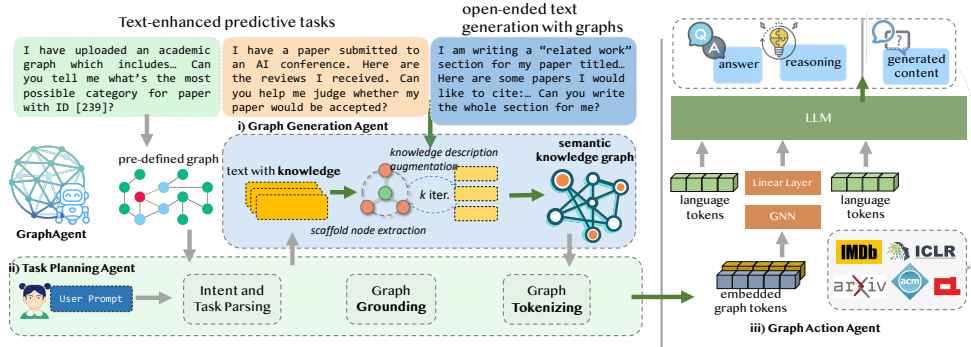 Text-enhanced predictive tasks
open-ended text
generation with graphs
I have uploaded an academic
graph which includes… Can
you tell me what's the most
possible category for paper
with ID [239]?
I have a paper submitted to
an AI conference. Here are
the reviews I received. Can
you help me judge whether my
paper would be accepted?
I am writing a “related work”
section for my paper titled…
Here are some papers I would
like to cite:… Can you write
the whole section for me?
i) Graph Generation Agent
pre-defined graph
GraphAgent
text with knowledge
knowledge description
augmentation
k iter.
scaffold node extraction
semantic
knowledge graph
ii) Task Planning Agent
User Prompt
Intent and
Task Parsing
Graph
Grounding
Graph
Tokenizing
Q
A
answer
reasoning
?
generated
content
LLM
language
tokens
Linear Layer
GNN
language
tokens
embedded
graph tokens
IMDb
ICLR
arXiv
acm
iii) Graph Action Agent